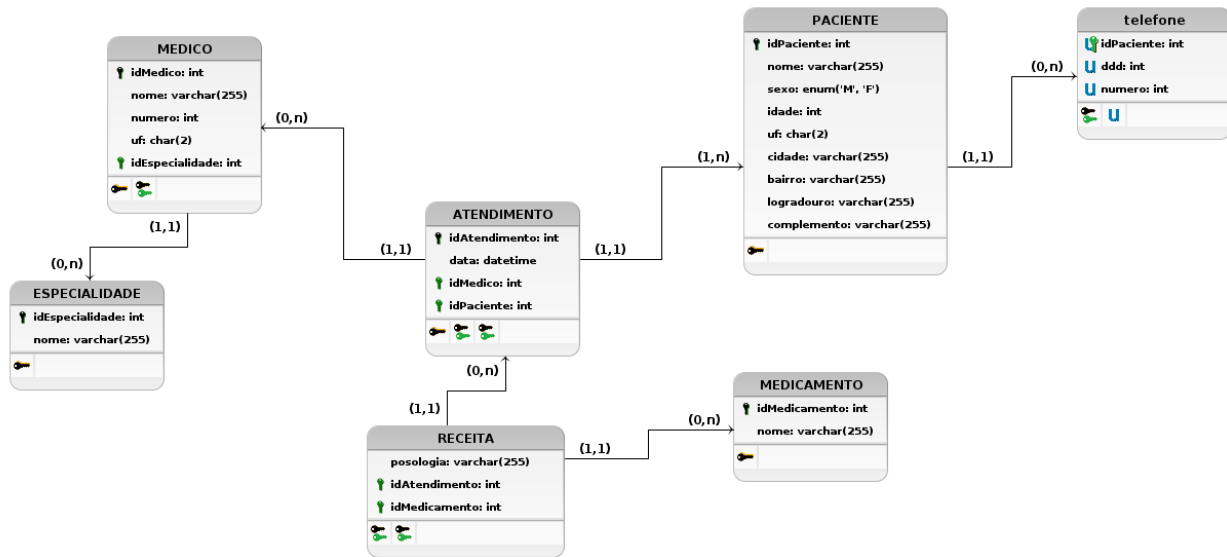 MEDICO
idMedico: int
nome: varchar(255)
numero: int
uf: char(2)
idEspecialidade: int
(0,n)
(1,1)
(0,n)
ESPECIALIDADE
idEspecialidade: int
nome: varchar(255)
(1,1)
ATENDIMENTO
idAtendimento: int
data: datetime
idMedico: int
idPaciente: int
(1,1)
(1,n)
PACIENTE
idPaciente: int
nome: varchar(255)
sexo: enum('M', 'F')
idade: int
uf: char(2)
cidade: varchar(255)
bairro: varchar(255)
logradouro: varchar(255)
complemento: varchar(255)
(1,1)
(0,n)
telefone
u idPaciente: int
u ddd: int
u numero: int
u
(0,n)
(1,1)
RECEITA
posologia: varchar(255)
idAtendimento: int
idMedicamento: int
(1,1)
(0,n)
MEDICAMENTO
idMedicamento: int
nome: varchar(255)